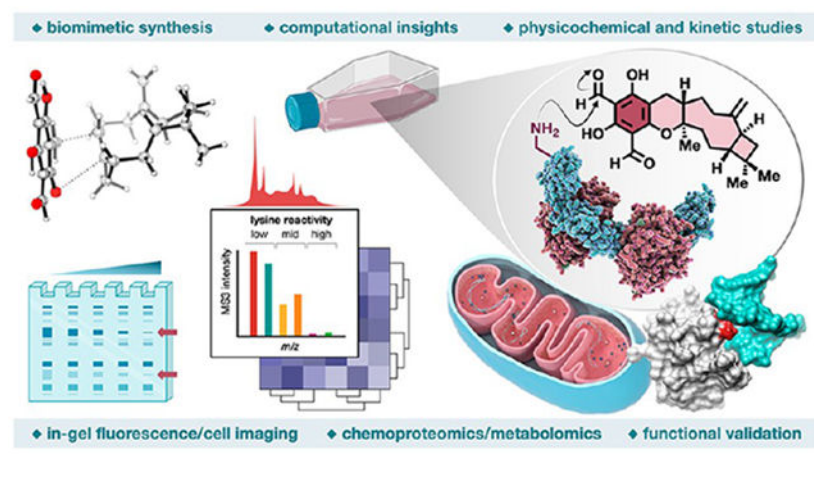 ◆ biomimetic synthesis ◆ computational insights ◆ physicochemical and kinetic studies
O OH H
H
NH₂
HO O Me H
H
H O
Me Me
lysine reactivity
low mid high
MS3 intensity
m/z
◆ in-gel fluorescence/cell imaging ◆ chemoproteomics/metabolomics ◆ functional validation